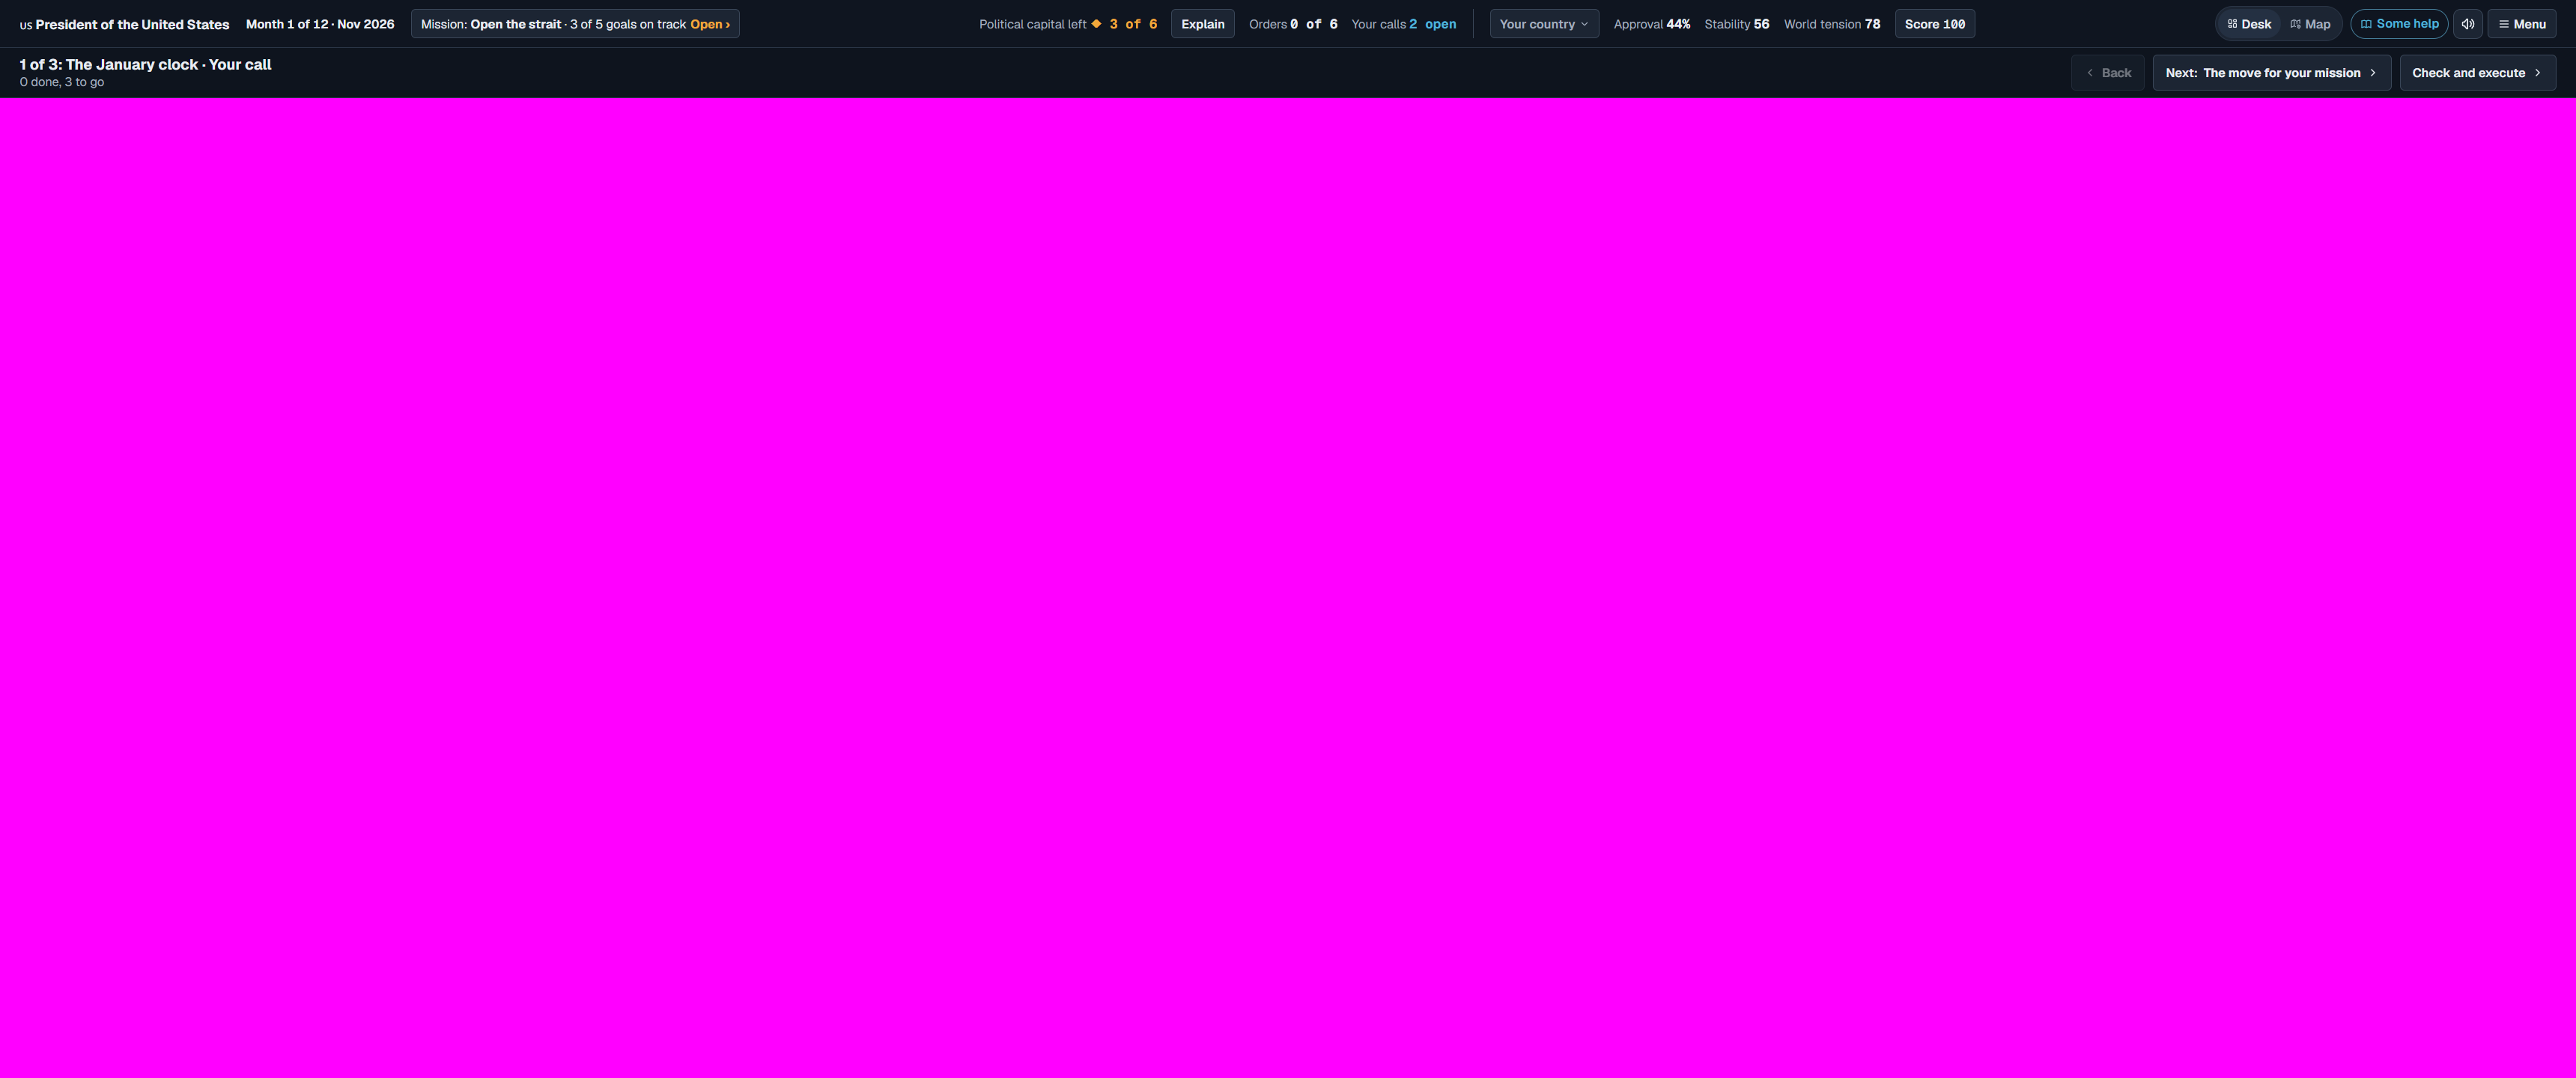 US President of the United States Month 1 of 12 · Nov 2026 Mission: Open the strait · 3 of 5 goals on track Open › Political capital left ◆ 3 of 6 Explain Orders 0 of 6 Your calls 2 open Your country Approval 44% Stability 56 World tension 78 Score 100 Desk Map Some help Menu
1 of 3: The January clock · Your call
0 done, 3 to go
Back Next: The move for your mission Check and execute